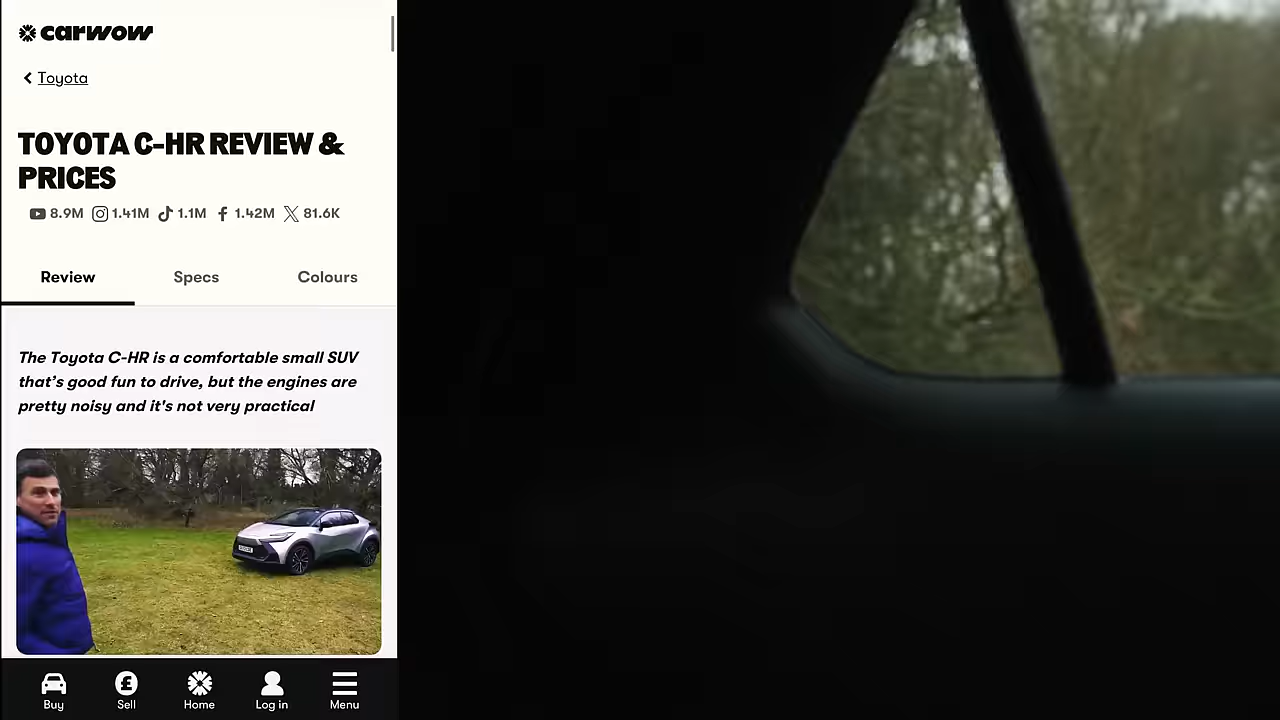 carwow
Toyota
TOYOTA C-HR REVIEW &
PRICES
8.9M 1.41M 1.1M 1.42M 81.6K
Review Specs Colours
The Toyota C-HR is a comfortable small SUV
that’s good fun to drive, but the engines are
pretty noisy and it's not very practical
Buy Sell Home Log in Menu